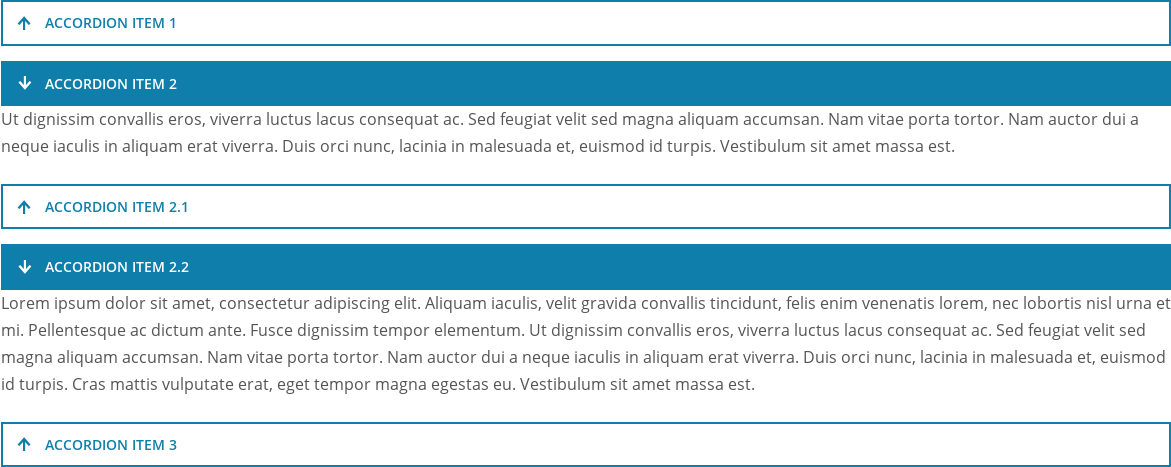 ACCORDION ITEM 1
ACCORDION ITEM 2
Ut dignissim convallis eros, viverra luctus lacus consequat ac. Sed feugiat velit sed magna aliquam accumsan. Nam vitae porta tortor. Nam auctor dui a
neque iaculis in aliquam erat viverra. Duis orci nunc, lacinia in malesuada et, euismod id turpis. Vestibulum sit amet massa est.
ACCORDION ITEM 2.1
ACCORDION ITEM 2.2
Lorem ipsum dolor sit amet, consectetur adipiscing elit. Aliquam iaculis, velit gravida convallis tincidunt, felis enim venenatis lorem, nec lobortis nisl urna et
mi. Pellentesque ac dictum ante. Fusce dignissim tempor elementum. Ut dignissim convallis eros, viverra luctus lacus consequat ac. Sed feugiat velit sed
magna aliquam accumsan. Nam vitae porta tortor. Nam auctor dui a neque iaculis in aliquam erat viverra. Duis orci nunc, lacinia in malesuada et, euismod
id turpis. Cras mattis vulputate erat, eget tempor magna egestas eu. Vestibulum sit amet massa est.
ACCORDION ITEM 3